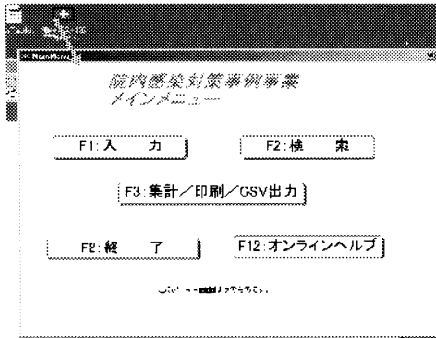 MainMenu
院内感染対策事例事業
メインメニュー
F1:入 力
F2:検 索
F3:集計／印刷／CSV出力
F8:終 了
F12:オンラインヘルプ